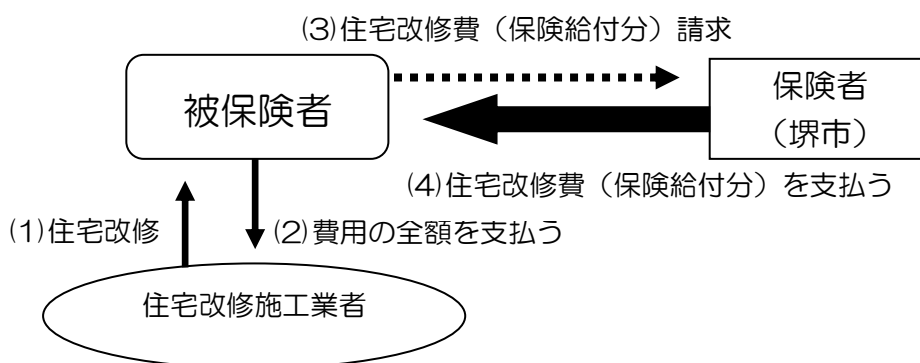 (3)住宅改修費（保険給付分）請求
被保険者
保険者
（堺市）
(4)住宅改修費（保険給付分）を支払う
(1)住宅改修
(2)費用の全額を支払う
住宅改修施工業者